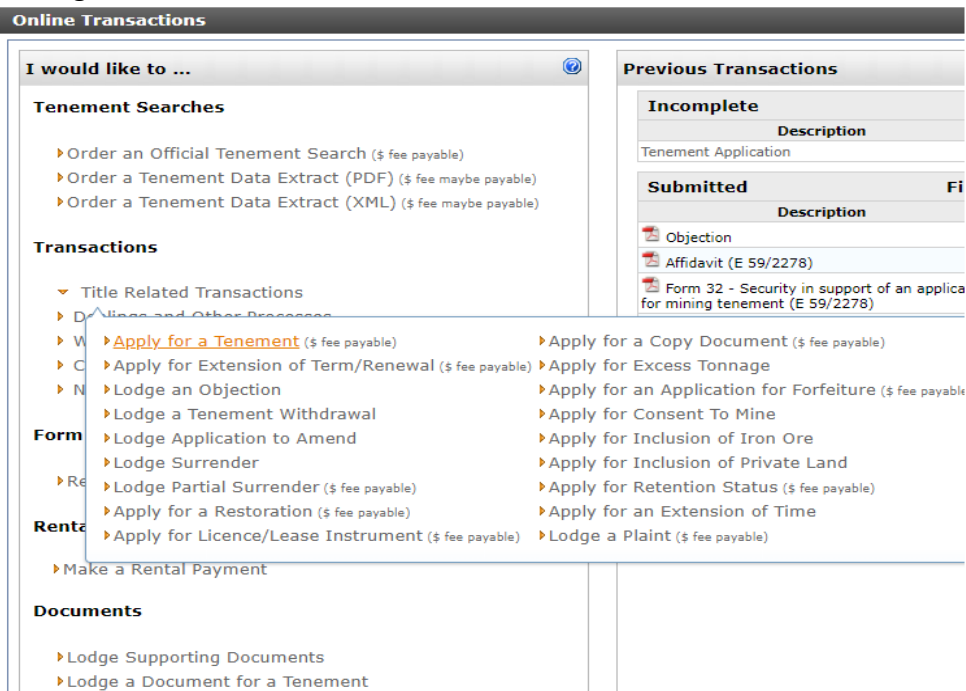 Online Transactions
I would like to ...
Tenement Searches
Order an Official Tenement Search ($ fee payable)
Order a Tenement Data Extract (PDF) ($ fee maybe payable)
Order a Tenement Data Extract (XML) ($ fee maybe payable)
Transactions
Title Related Transactions
Dealings and Other Processes
W
C
N
Apply for a Tenement ($ fee payable)
Apply for Extension of Term/Renewal ($ fee payable)
Lodge an Objection
Lodge a Tenement Withdrawal
Lodge Application to Amend
Lodge Surrender
Lodge Partial Surrender ($ fee payable)
Apply for a Restoration ($ fee payable)
Apply for Licence/Lease Instrument ($ fee payable)
Apply for a Copy Document ($ fee payable)
Apply for Excess Tonnage
Apply for an Application for Forfeiture ($ fee payable
Apply for Consent To Mine
Apply for Inclusion of Iron Ore
Apply for Inclusion of Private Land
Apply for Retention Status ($ fee payable)
Apply for an Extension of Time
Lodge a Plaint ($ fee payable)
Form
Re
Renta
Make a Rental Payment
Documents
Lodge Supporting Documents
Lodge a Document for a Tenement
Previous Transactions
Incomplete
Description
Tenement Application
Submitted Fi
Description
Objection
Affidavit (E 59/2278)
Form 32 - Security in support of an applica
for mining tenement (E 59/2278)